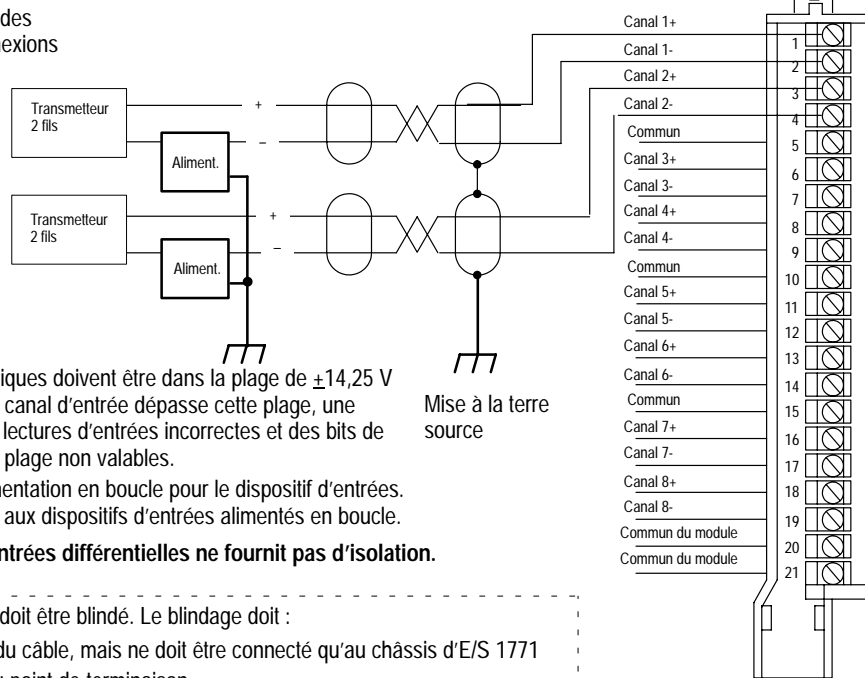 des
nexions
Transmetteur
2 fils
+
–
Aliment.
Transmetteur
2 fils
+
–
Aliment.
Mise à la terre
source
Canal 1+
Canal 1-
Canal 2+
Canal 2-
Commun
Canal 3+
Canal 3-
Canal 4+
Canal 4-
Commun
Canal 5+
Canal 5-
Canal 6+
Canal 6-
Commun
Canal 7+
Canal 7-
Canal 8+
Canal 8-
Commun du module
Commun du module
1
2
3
4
5
6
7
8
9
10
11
12
13
14
15
16
17
18
19
20
21
iques doivent être dans la plage de ±14,25 V
canal d'entrée dépasse cette plage, une
lectures d'entrées incorrectes et des bits de
plage non valables.
mentation en boucle pour le dispositif d'entrées.
aux dispositifs d'entrées alimentés en boucle.
ntrées différentielles ne fournit pas d'isolation.
doit être blindé. Le blindage doit :
du câble, mais ne doit être connecté qu'au châssis d'E/S 1771
point de terminaison